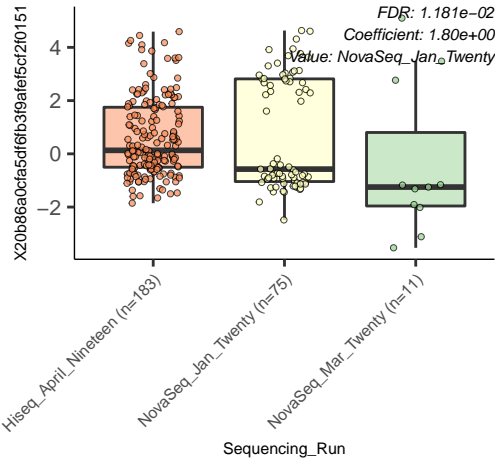 FDR: 1.181e−02
Coefficient: 1.80e+00
Value: NovaSeq_Jan_Twenty
X20b86a0cfa5df6fb3f9afef5cf2f0151
4
2
0
−2
Hiseq_April_Nineteen (n=183)
NovaSeq_Jan_Twenty (n=75)
NovaSeq_Mar_Twenty (n=11)
Sequencing_Run